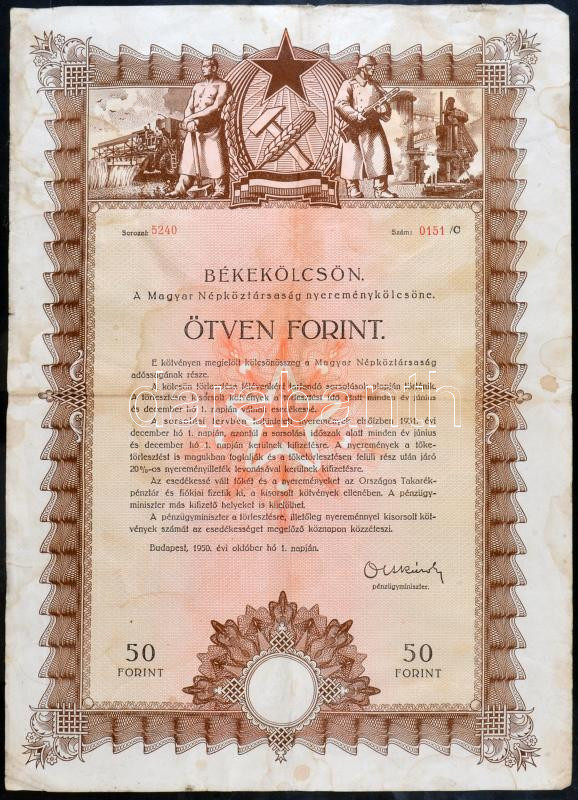 Sorozat 5240 Szám: 0151 /C
BÉKEKÖLCSÖN.
A Magyar Népköztársaság nyereménykölcsöne.
ÖTVEN FORINT.
E kötvényen megjelölt kölcsönösszeg a Magyar Népköztársaság
adósságának része.
A kölcsön törlesztése félévenként tartandó sorsolások alapján történik.
A törlesztésre kisorsolt kötvények a törlesztési idő alatt minden év június
és december hó 1. napján válnak esedékessé.
A sorsolási tervben feltüntetett nyeremények először 1951. évi
december hó 1. napján, azontúl a sorsolási időszak alatt minden év június
és december hó 1. napján kerülnek kifizetésre. A nyeremények a tőke-
törlesztést is magukban foglalják és a tőketörlesztésen felüli rész után járó
20%-os nyereményilleték levonásával kerülnek kifizetésre.
Az esedékessé vált tőkét és a nyereményeket az Országos Takarék-
pénztár és fiókjai fizetik ki, a kisorsolt kötvények ellenében. A pénzügy-
miniszter más kifizető helyeket is kijelölhet.
A pénzügyminiszter a törlesztésre, illetőleg nyereménnyel kisorsolt köt-
vények számát az esedékességet megelőző hóköznapon közzéteszi.
Budapest, 1950. évi október hó 1. napján.
pénzügyminiszter.
50 50
FORINT FORINT